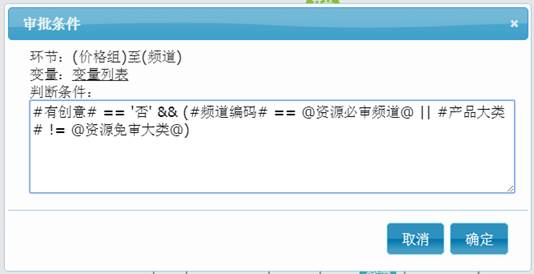 审批条件
环节：(价格组)至(频道)
变量：变量列表
判断条件：
#有创意# == '否' && (#频道编码# == @资源必审频道@ || #产品大类
# != @资源免审大类@)
取消 确定